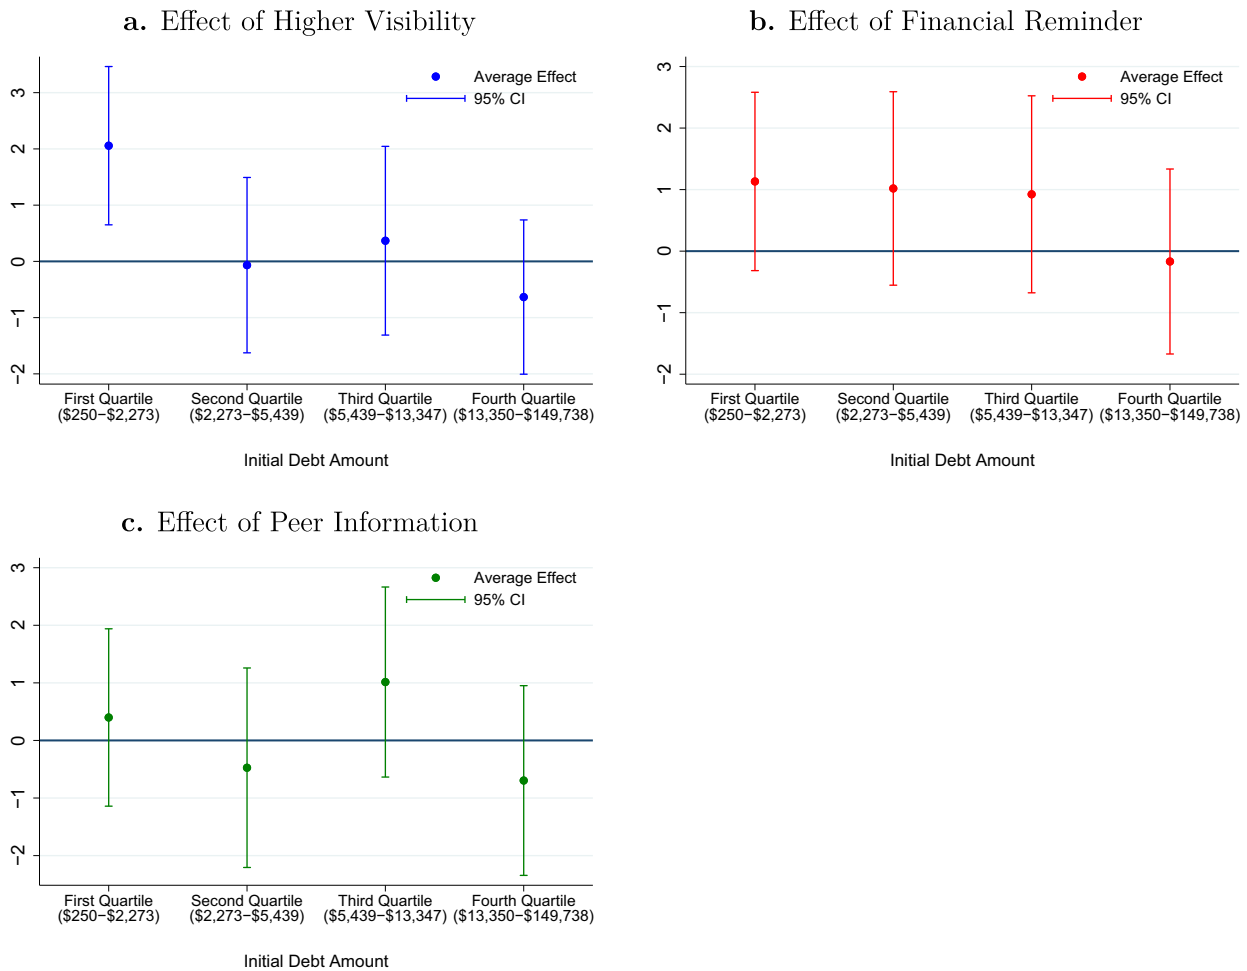 a. Effect of Higher Visibility
Average Effect
95% CI
3
2
1
0
−1
−2
First Quartile
($250−$2,273)
Second Quartile
($2,273−$5,439)
Third Quartile
($5,439−$13,347)
Fourth Quartile
($13,350−$149,738)
Initial Debt Amount
b. Effect of Financial Reminder
Average Effect
95% CI
3
2
1
0
−1
−2
First Quartile
($250−$2,273)
Second Quartile
($2,273−$5,439)
Third Quartile
($5,439−$13,347)
Fourth Quartile
($13,350−$149,738)
Initial Debt Amount
c. Effect of Peer Information
Average Effect
95% CI
3
2
1
0
−1
−2
First Quartile
($250−$2,273)
Second Quartile
($2,273−$5,439)
Third Quartile
($5,439−$13,347)
Fourth Quartile
($13,350−$149,738)
Initial Debt Amount